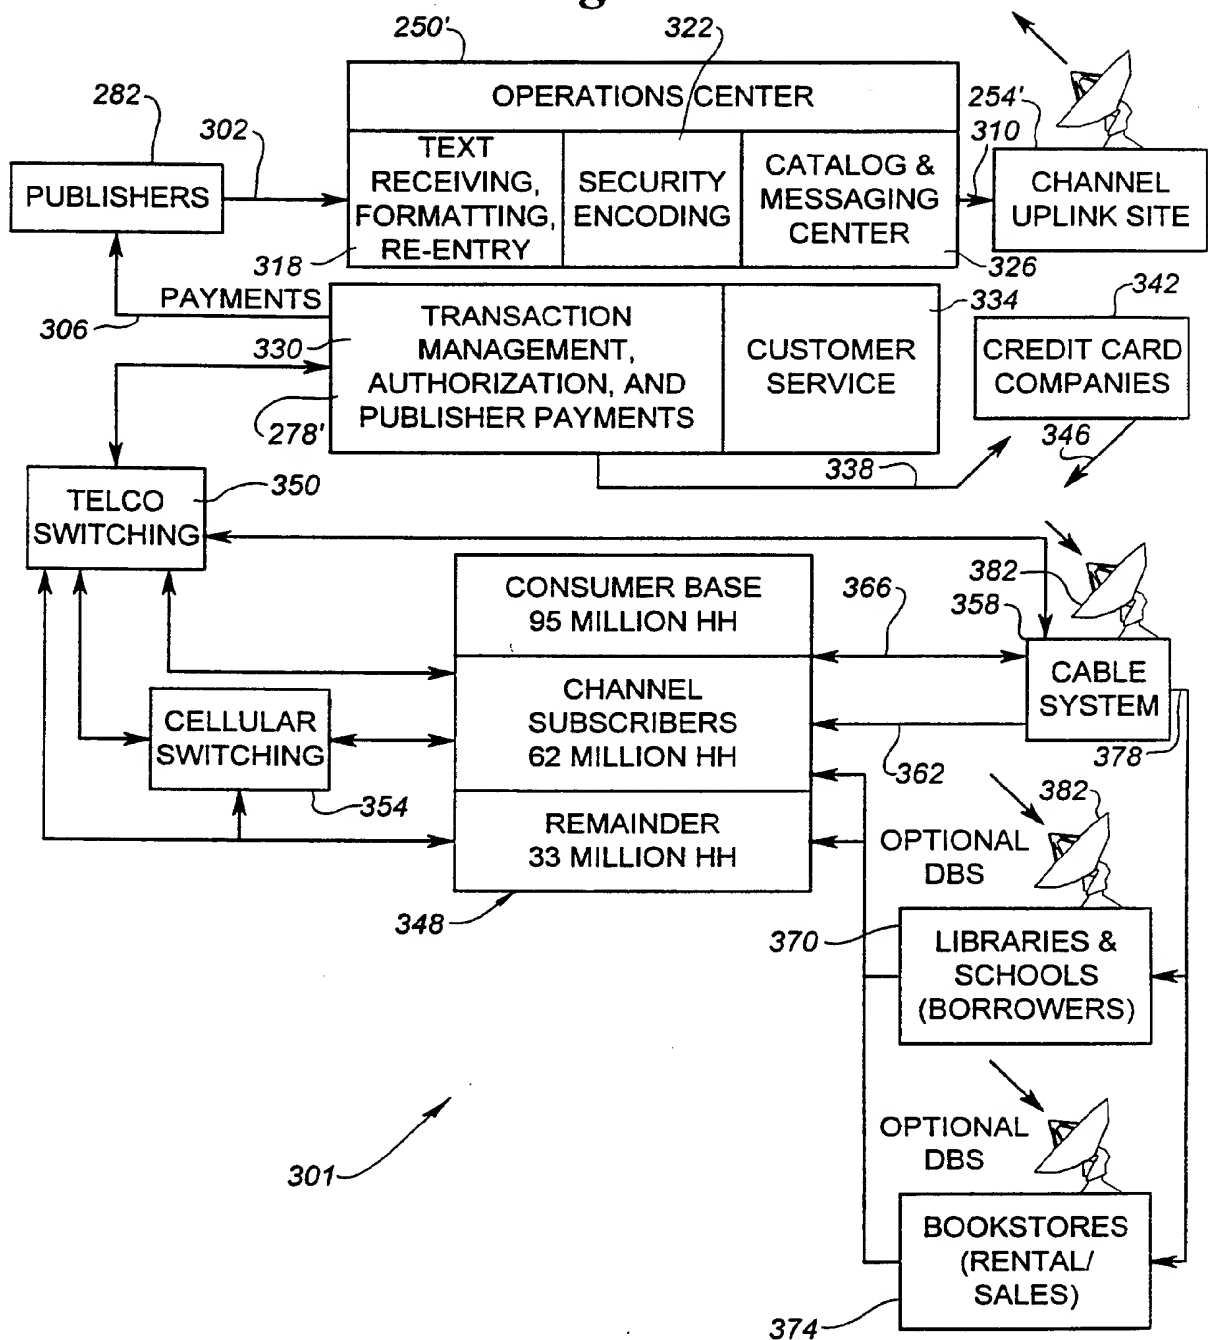 g
250'
322
282
302
OPERATIONS CENTER
254'
310
PUBLISHERS
TEXT
RECEIVING,
FORMATTING,
RE-ENTRY
318
SECURITY
ENCODING
CATALOG &
MESSAGING
CENTER
326
CHANNEL
UPLINK SITE
PAYMENTS
306
330
278'
TRANSACTION
MANAGEMENT,
AUTHORIZATION, AND
PUBLISHER PAYMENTS
334
CUSTOMER
SERVICE
342
CREDIT CARD
COMPANIES
346
338
350
TELCO
SWITCHING
CONSUMER BASE
95 MILLION HH
366
382
358
CABLE
SYSTEM
CHANNEL
SUBSCRIBERS
62 MILLION HH
CELLULAR
SWITCHING
354
362
378
382
REMAINDER
33 MILLION HH
OPTIONAL
DBS
348
370
LIBRARIES &
SCHOOLS
(BORROWERS)
301
OPTIONAL
DBS
BOOKSTORES
(RENTAL/
SALES)
374